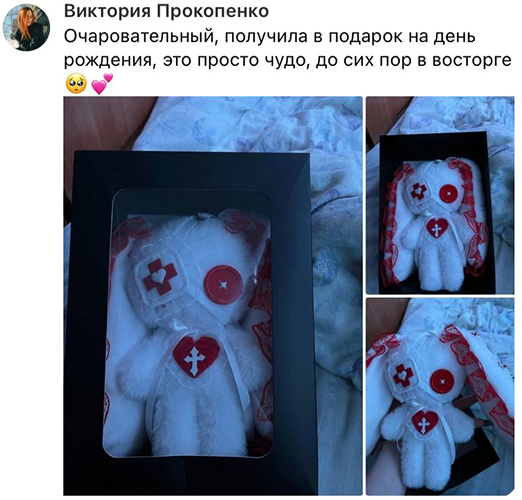 Виктория Прокопенко
Очаровательный, получила в подарок на день
рождения, это просто чудо, до сих пор в восторге
🥺💕